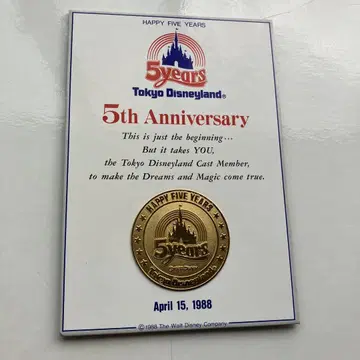 HAPPY FIVE YEARS
5years
Tokyo Disneyland®
5th Anniversary
This is just the beginning···
But it takes YOU,
the Tokyo Disneyland Cast Member,
to make the Dreams and Magic come true.
HAPPY FIVE YEARS
5years
Tokyo Disneyland
April 15, 1988
©1988 The Walt Disney Company